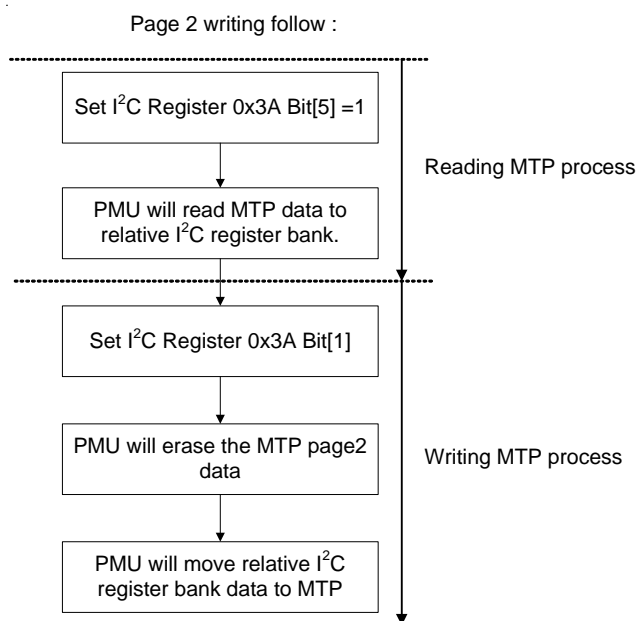 Page 2 writing follow :
Set I²C Register 0x3A Bit[5] =1
Reading MTP process
PMU will read MTP data to
relative I²C register bank.
Set I²C Register 0x3A Bit[1]
PMU will erase the MTP page2
data
Writing MTP process
PMU will move relative I²C
register bank data to MTP